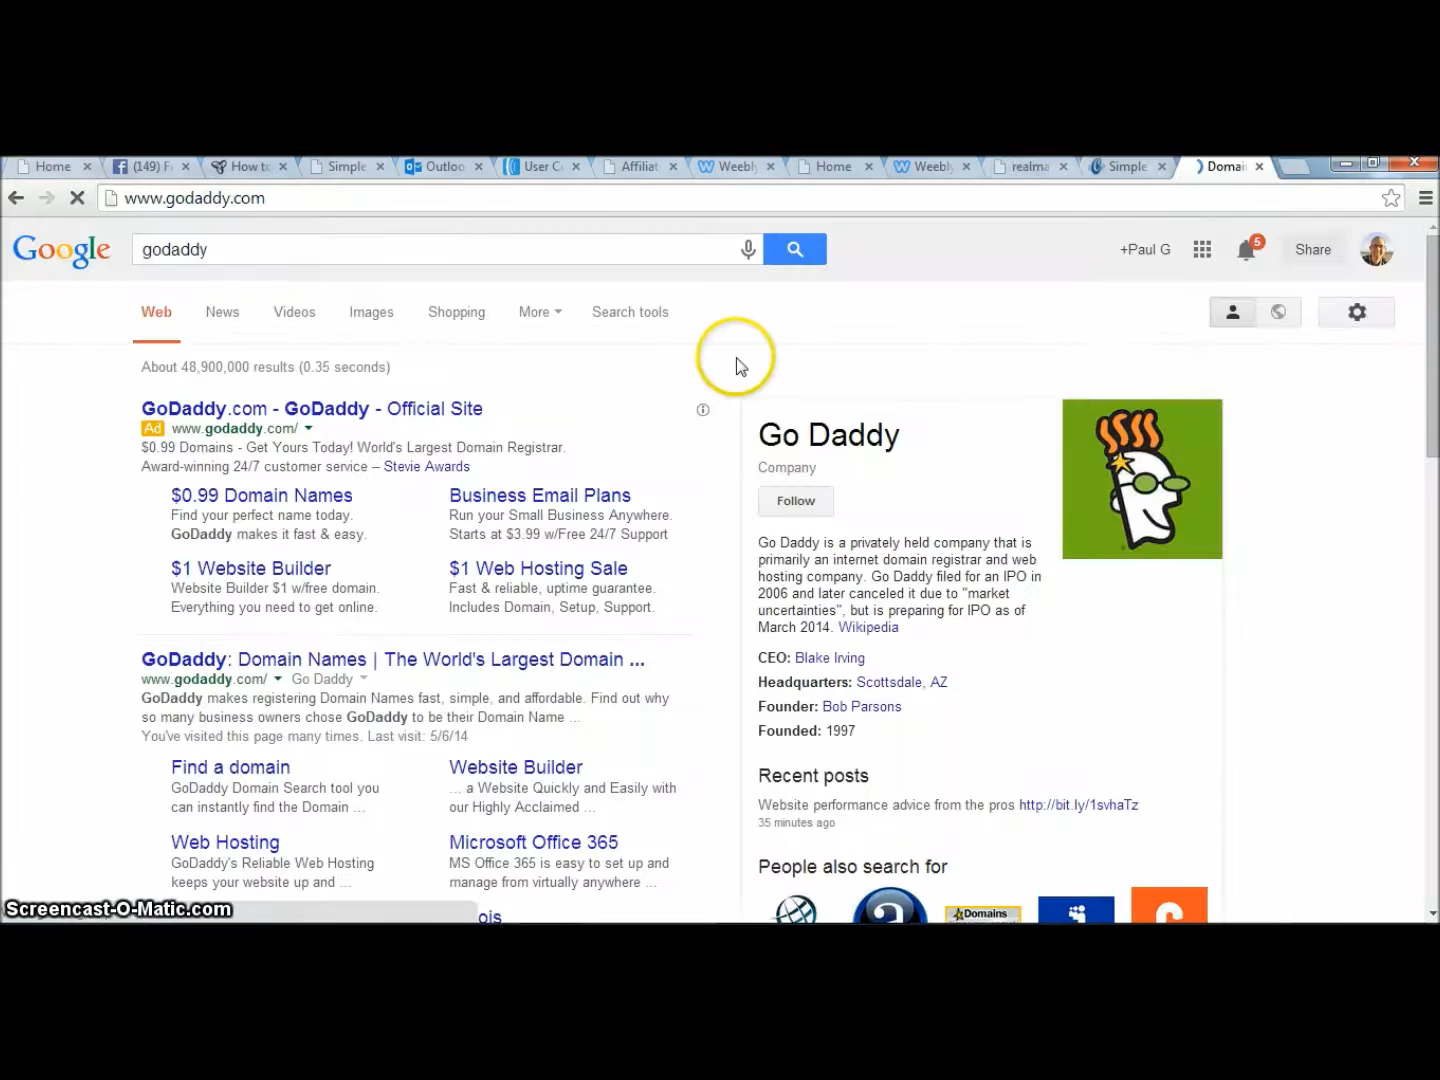 Home
(149) F
How to
Simple
Outloo
User C
Affiliat
Weebly
Home
Weebly
realma
Simple
Domai
www.godaddy.com
Google
godaddy
+Paul G
5
Share
Web
News
Videos
Images
Shopping
More
Search tools
About 48,900,000 results (0.35 seconds)
GoDaddy.com - GoDaddy - Official Site
Ad www.godaddy.com/
$0.99 Domains - Get Yours Today! World's Largest Domain Registrar.
Award-winning 24/7 customer service – Stevie Awards
$0.99 Domain Names
Find your perfect name today.
GoDaddy makes it fast & easy.
Business Email Plans
Run your Small Business Anywhere.
Starts at $3.99 w/Free 24/7 Support
$1 Website Builder
Website Builder $1 w/free domain.
Everything you need to get online.
$1 Web Hosting Sale
Fast & reliable, uptime guarantee.
Includes Domain, Setup, Support.
GoDaddy: Domain Names | The World's Largest Domain ...
www.godaddy.com/ Go Daddy
GoDaddy makes registering Domain Names fast, simple, and affordable. Find out why
so many business owners chose GoDaddy to be their Domain Name ...
You've visited this page many times. Last visit: 5/6/14
Find a domain
GoDaddy Domain Search tool you
can instantly find the Domain ...
Website Builder
... a Website Quickly and Easily with
our Highly Acclaimed ...
Web Hosting
GoDaddy's Reliable Web Hosting
keeps your website up and ...
Microsoft Office 365
MS Office 365 is easy to set up and
manage from virtually anywhere ...
ois
Go Daddy
Company
Follow
Go Daddy is a privately held company that is
primarily an internet domain registrar and web
hosting company. Go Daddy filed for an IPO in
2006 and later canceled it due to "market
uncertainties", but is preparing for IPO as of
March 2014. Wikipedia
CEO: Blake Irving
Headquarters: Scottsdale, AZ
Founder: Bob Parsons
Founded: 1997
Recent posts
Website performance advice from the pros http://bit.ly/1svhaTz
35 minutes ago
People also search for
Domains
Screencast-O-Matic.com